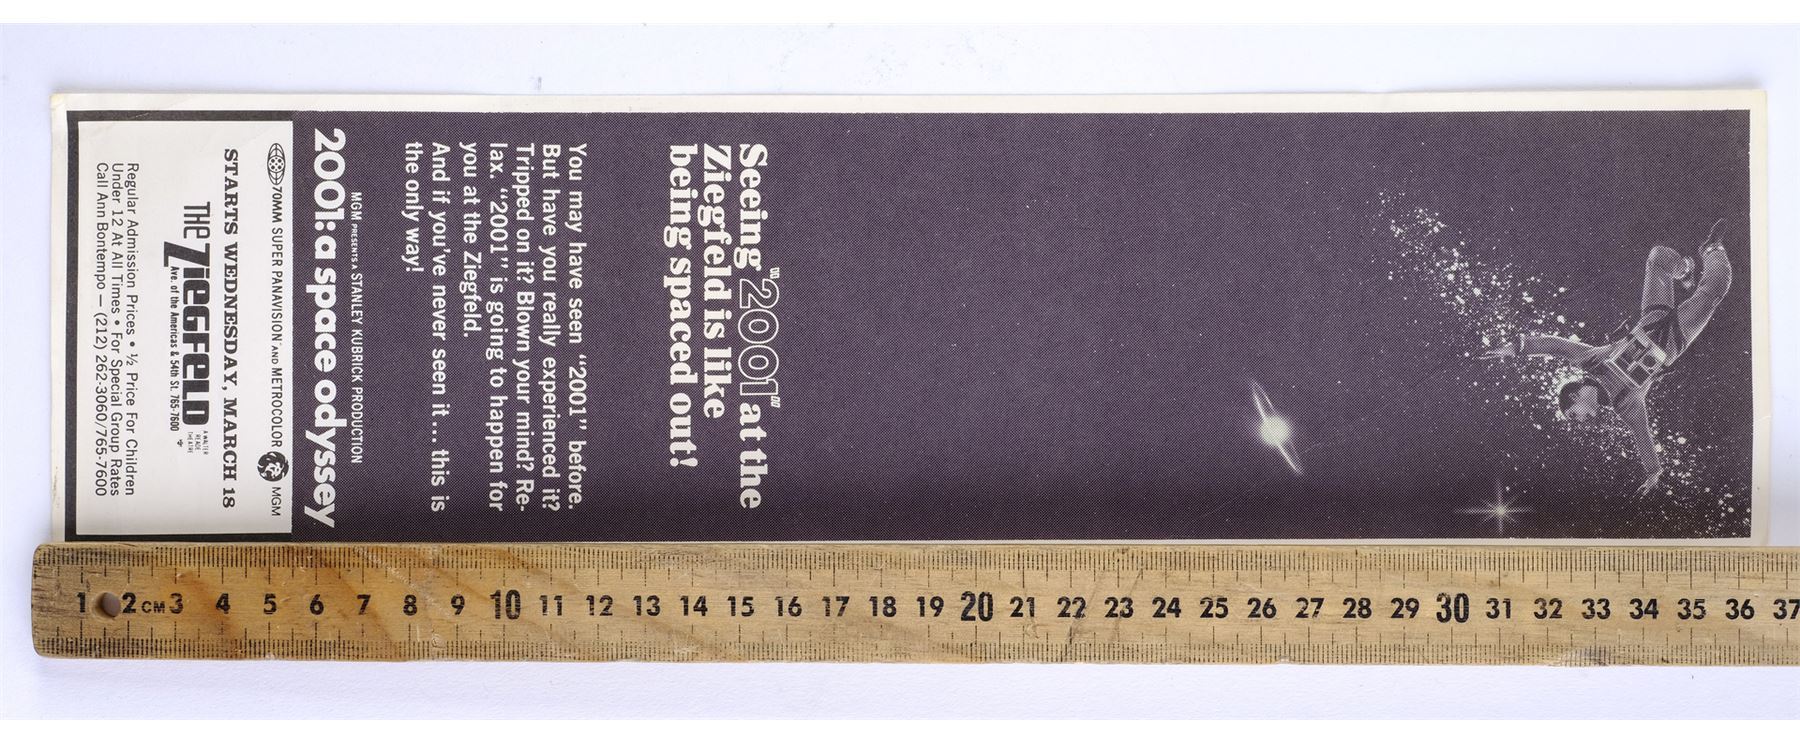 Seeing "2001" at the
Ziegfeld is like
being spaced out!
You may have seen “2001” before.
But have you really experienced it?
Tripped on it? Blown your mind? Re-
lax. “2001” is going to happen for
you at the Ziegfeld.
And if you've never seen it... this is
the only way!
MGM PRESENTS A STANLEY KUBRICK PRODUCTION
2001: a space odyssey
70MM SUPER PANAVISION® AND METROCOLOR MGM
STARTS WEDNESDAY, MARCH 18
THE ZIEGFELD
A WALTER
READE
THEATRE
Ave. of the Americas & 54th St. 765-7600
Regular Admission Prices • ½ Price For Children
Under 12 At All Times • For Special Group Rates
Call Ann Bontempo — (212) 262-3060/765-7600
1 2 CM 3 4 5 6 7 8 9 10 11 12 13 14 15 16 17 18 19 20 21 22 23 24 25 26 27 28 29 30 31 32 33 34 35 36 37